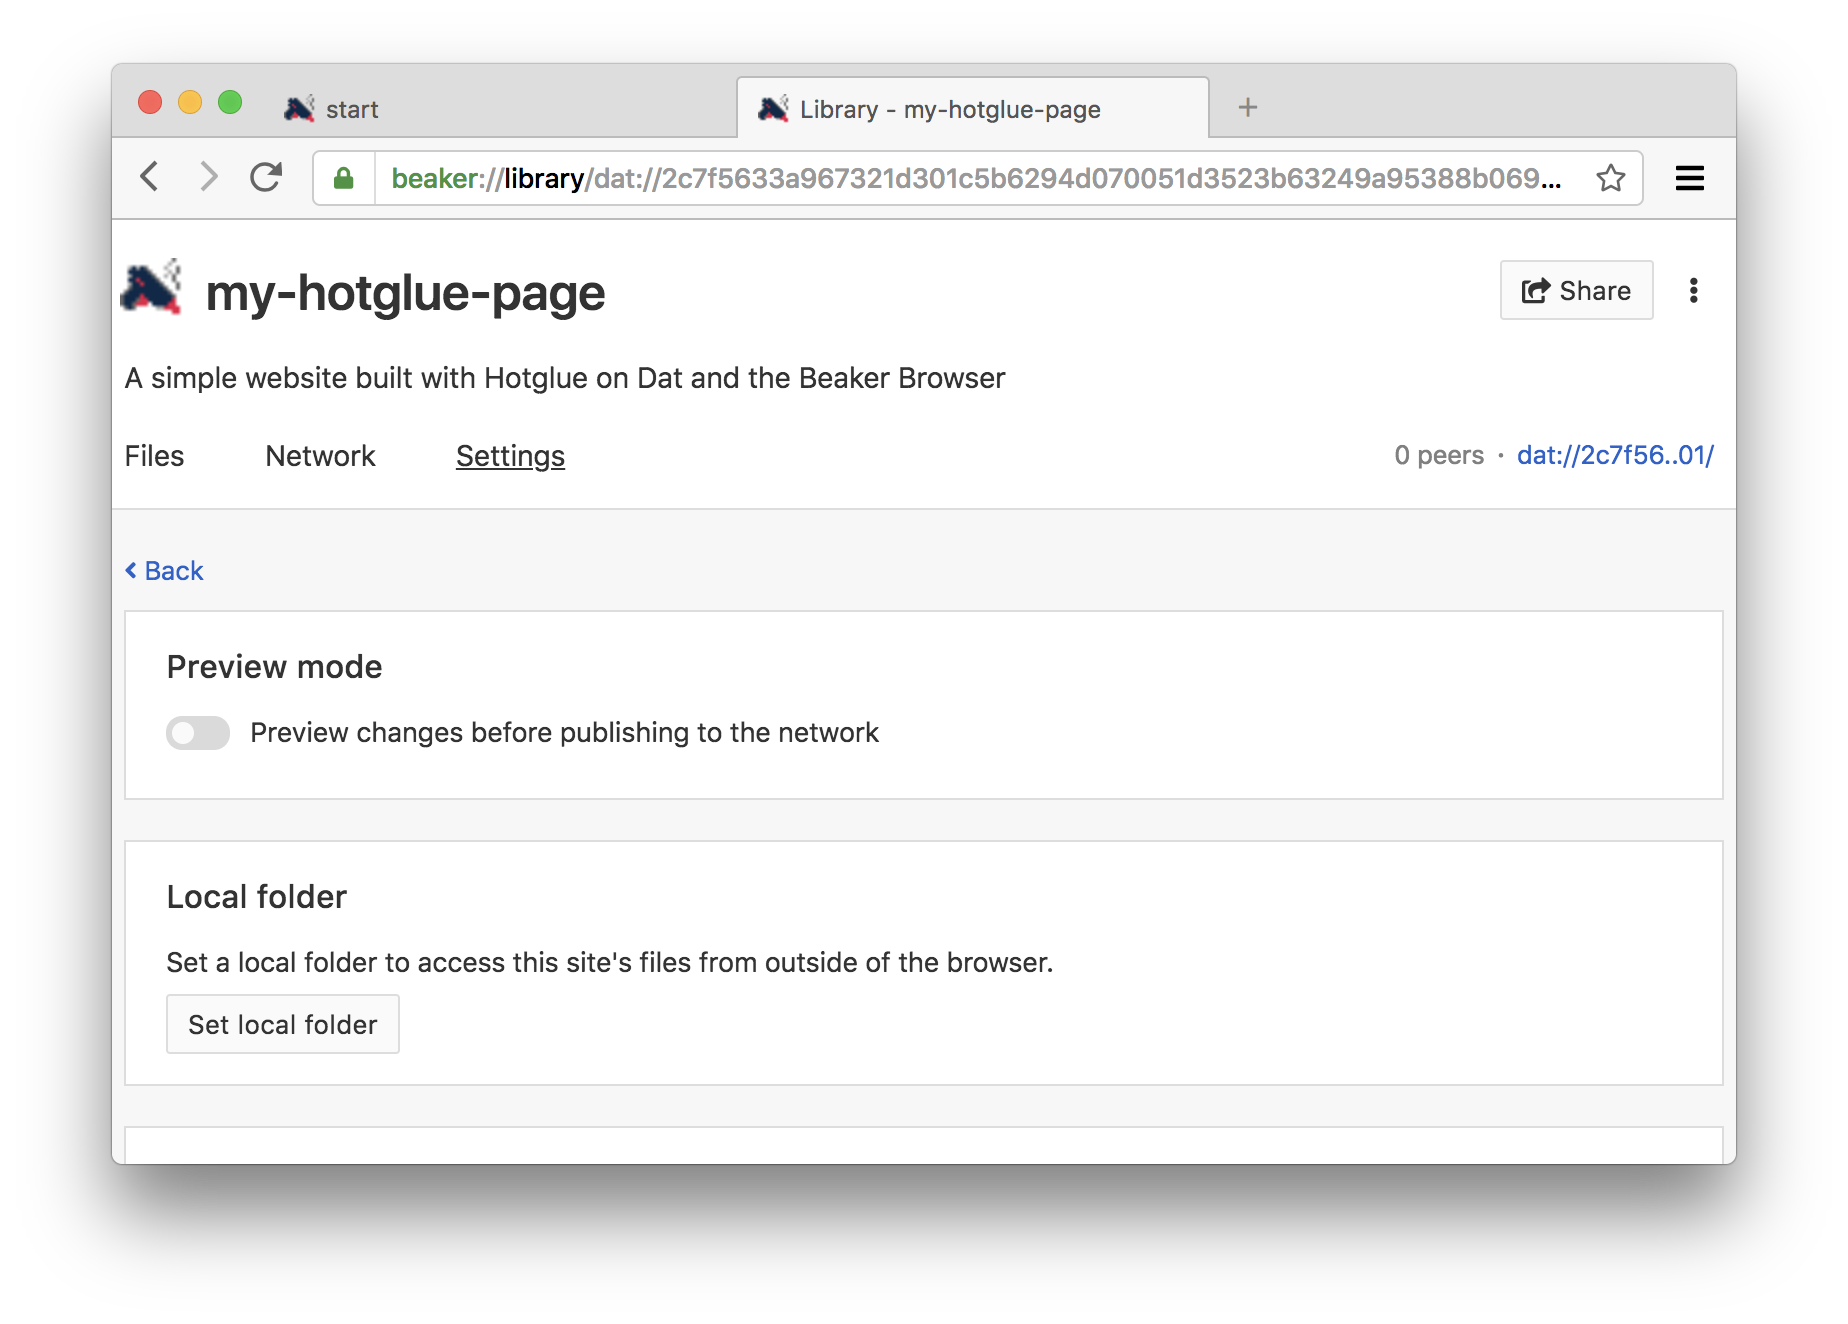 start
Library - my-hotglue-page
beaker://library/dat://2c7f5633a967321d301c5b6294d070051d3523b63249a95388b069...
my-hotglue-page
Share
A simple website built with Hotglue on Dat and the Beaker Browser
Files Network Settings
0 peers · dat://2c7f56..01/
Back
Preview mode
Preview changes before publishing to the network
Local folder
Set a local folder to access this site's files from outside of the browser.
Set local folder